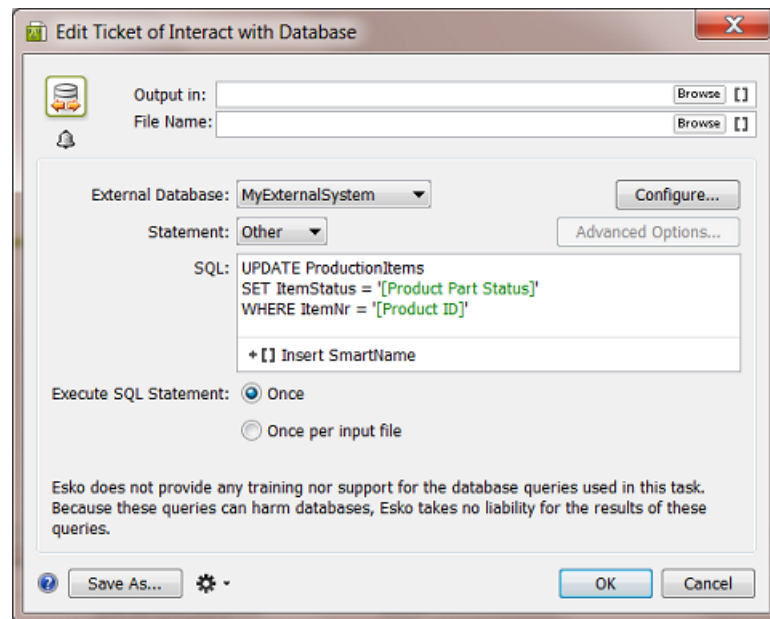 Edit Ticket of Interact with Database
Output in:
Browse []
File Name:
Browse []
External Database: MyExternalSystem
Configure...
Statement: Other
Advanced Options...
SQL: UPDATE ProductionItems
SET ItemStatus = '[Product Part Status]'
WHERE ItemNr = '[Product ID]'
+[] Insert SmartName
Execute SQL Statement: Once
Once per input file
Esko does not provide any training nor support for the database queries used in this task.
Because these queries can harm databases, Esko takes no liability for the results of these
queries.
? Save As...
OK
Cancel